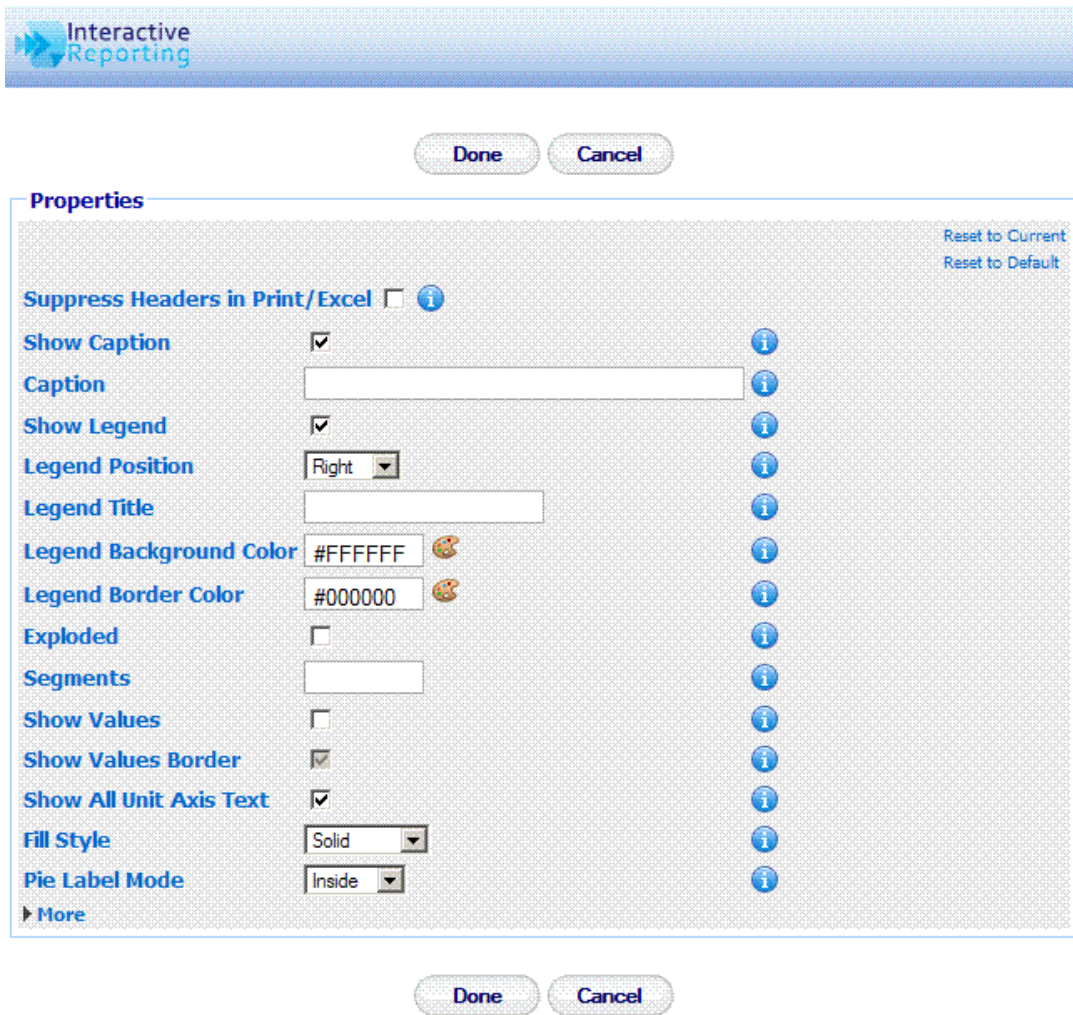 Interactive
Reporting
Done Cancel
Properties
Reset to Current
Reset to Default
Suppress Headers in Print/Excel
Show Caption
Caption
Show Legend
Legend Position Right
Legend Title
Legend Background Color #FFFFFF
Legend Border Color #000000
Exploded
Segments
Show Values
Show Values Border
Show All Unit Axis Text
Fill Style Solid
Pie Label Mode Inside
More
Done Cancel